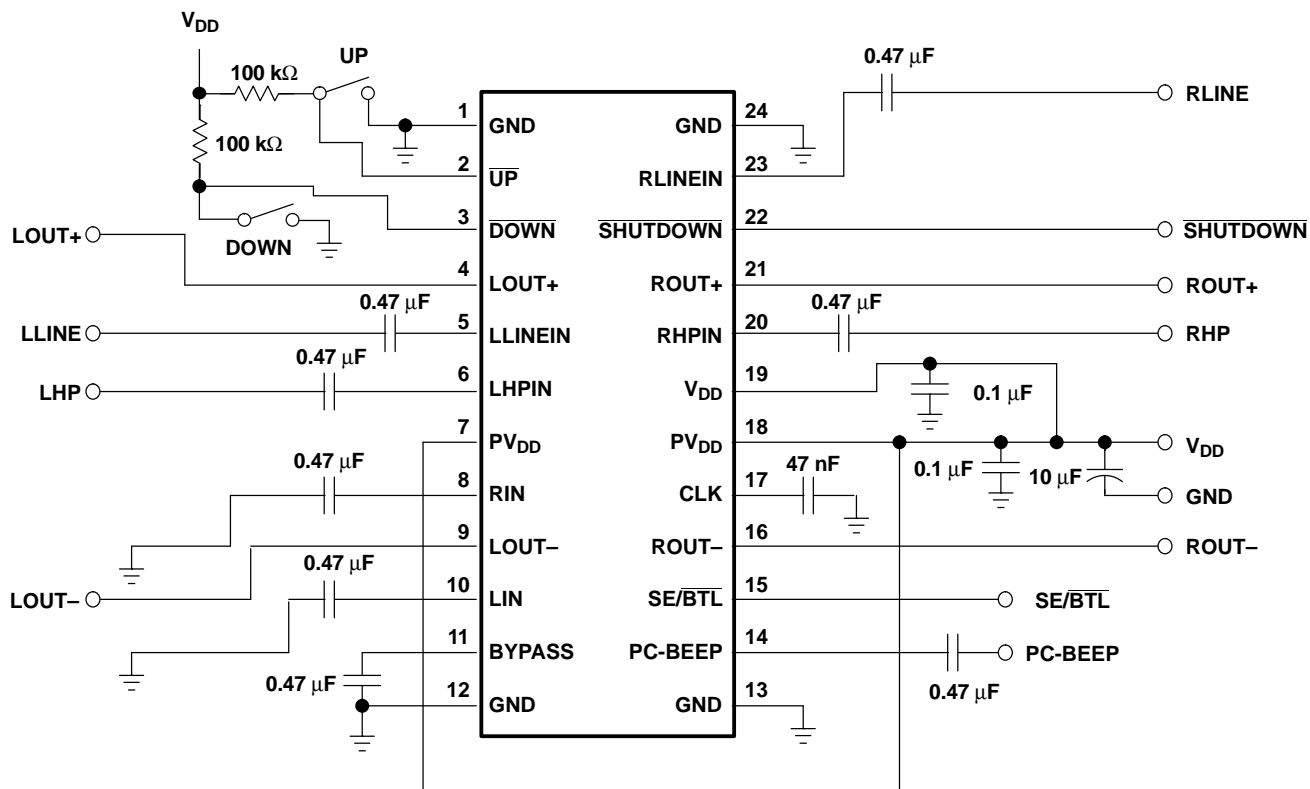 VDD
UP
0.47 μF
100 kΩ
RLINE
1
GND
GND
24
100 kΩ
2
UP
RLINEIN
23
3
DOWN
SHUTDOWN
22
SHUTDOWN
LOUT+
DOWN
4
LOUT+
ROUT+
21
ROUT+
0.47 μF
0.47 μF
LLINE
5
LLINEIN
RHPIN
20
RHP
0.47 μF
LHP
6
LHPIN
VDD
19
0.1 μF
7
PVDD
PVDD
18
VDD
0.47 μF
47 nF
0.1 μF
10 μF
8
RIN
CLK
17
GND
9
LOUT–
ROUT–
16
ROUT–
0.47 μF
LOUT–
10
LIN
SE/BTL
15
SE/BTL
11
BYPASS
PC-BEEP
14
PC-BEEP
0.47 μF
0.47 μF
12
GND
GND
13